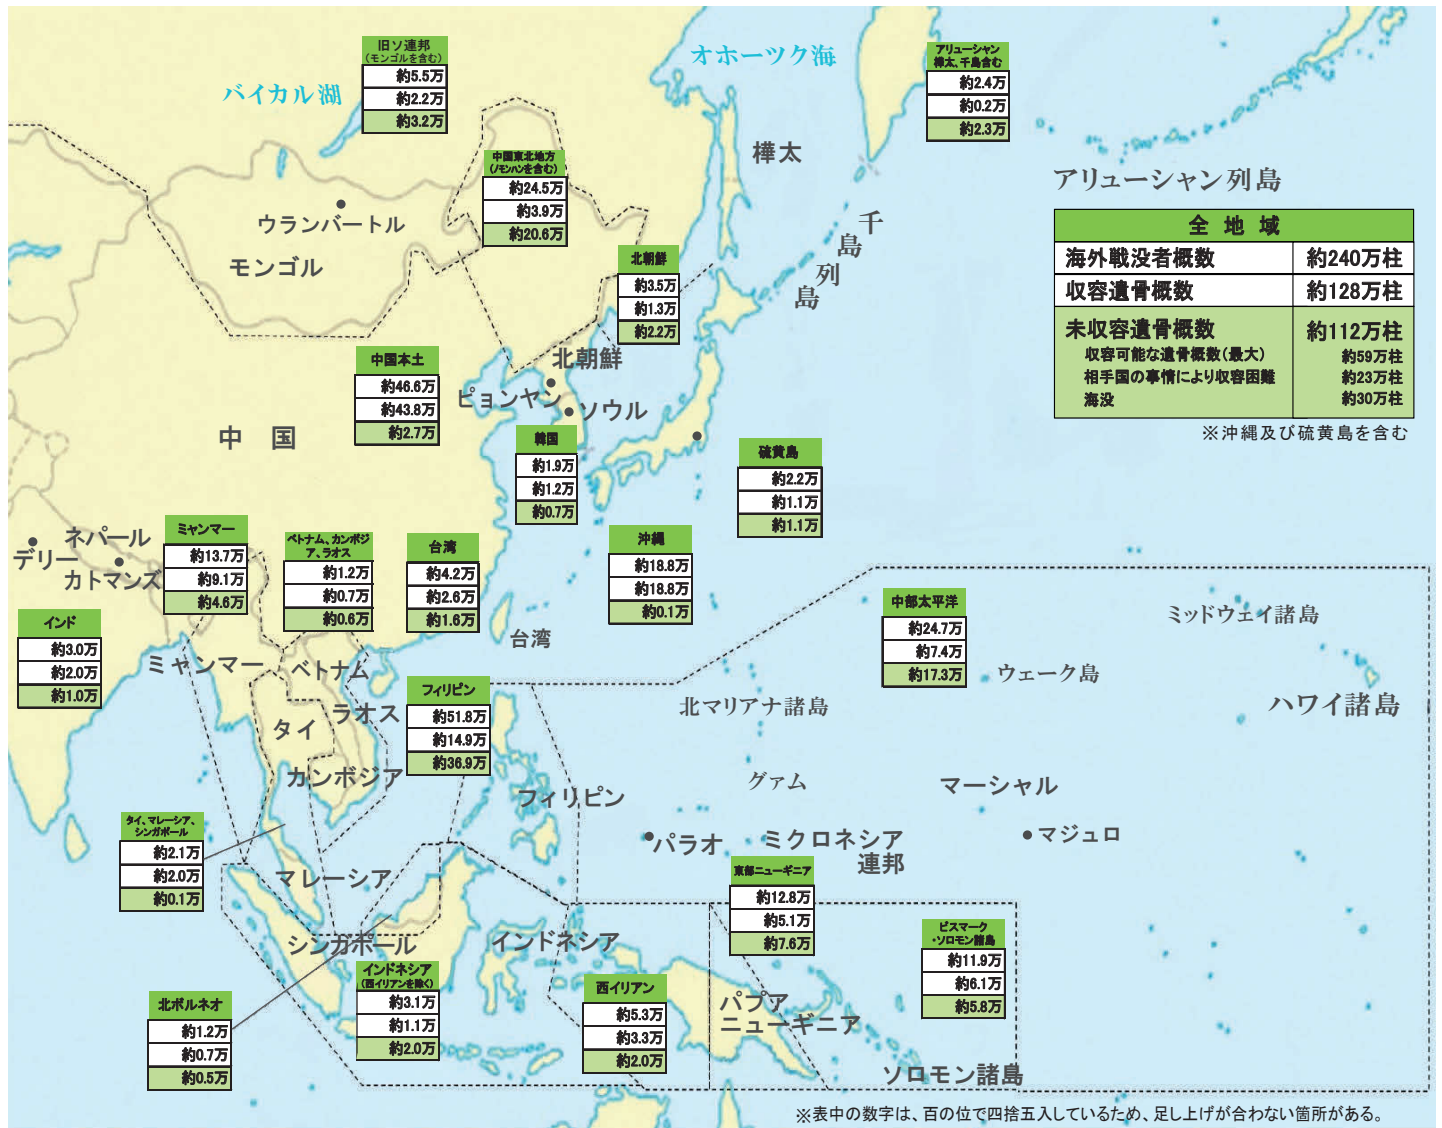 旧ソ連邦
(モンゴルを含む)
約5.5万
約2.2万
約3.2万
オホーツク海
アリューシャン
樺太、千島含む
約2.4万
約0.2万
約2.3万
バイカル湖
中国東北地方
(ノモンハンを含む)
約24.5万
約3.9万
約20.6万
樺太
アリューシャン列島
千島列島
ウランバートル
モンゴル
全地域
海外戦没者概数 約240万柱
収容遺骨概数 約128万柱
未収容遺骨概数 約112万柱
収容可能な遺骨概数(最大) 約59万柱
相手国の事情により収容困難 約23万柱
海没 約30万柱
※沖縄及び硫黄島を含む
北朝鮮
約3.5万
約1.3万
約2.2万
中国本土
約46.6万
約43.8万
約2.7万
北朝鮮
ピョンヤン
ソウル
中国
韓国
約1.9万
約1.2万
約0.7万
硫黄島
約2.2万
約1.1万
約1.1万
ネパール
デリー
カトマンズ
ミャンマー
約13.7万
約9.1万
約4.6万
ベトナム、カンボジ
ア、ラオス
約1.2万
約0.7万
約0.6万
台湾
約4.2万
約2.6万
約1.6万
沖縄
約18.8万
約18.8万
約0.1万
中部太平洋
約24.7万
約7.4万
約17.3万
ミッドウェイ諸島
インド
約3.0万
約2.0万
約1.0万
台湾
ミャンマー
ベトナム
ウェーク島
ハワイ諸島
北マリアナ諸島
フィリピン
約51.8万
約14.9万
約36.9万
ラオス
タイ
カンボジア
フィリピン
グァム
マーシャル
タイ、マレーシア、
シンガポール
約2.1万
約2.0万
約0.1万
パラオ
ミクロネシア
連邦
マジュロ
マレーシア
東部ニューギニア
約12.8万
約5.1万
約7.6万
シンガポール
インドネシア
ビスマーク
・ソロモン諸島
約11.9万
約6.1万
約5.8万
インドネシア
(西イリアンを除く)
約3.1万
約1.1万
約2.0万
西イリアン
約5.3万
約3.3万
約2.0万
北ボルネオ
約1.2万
約0.7万
約0.5万
パプア
ニューギニア
ソロモン諸島
※表中の数字は、百の位で四捨五入しているため、足し上げが合わない箇所がある。